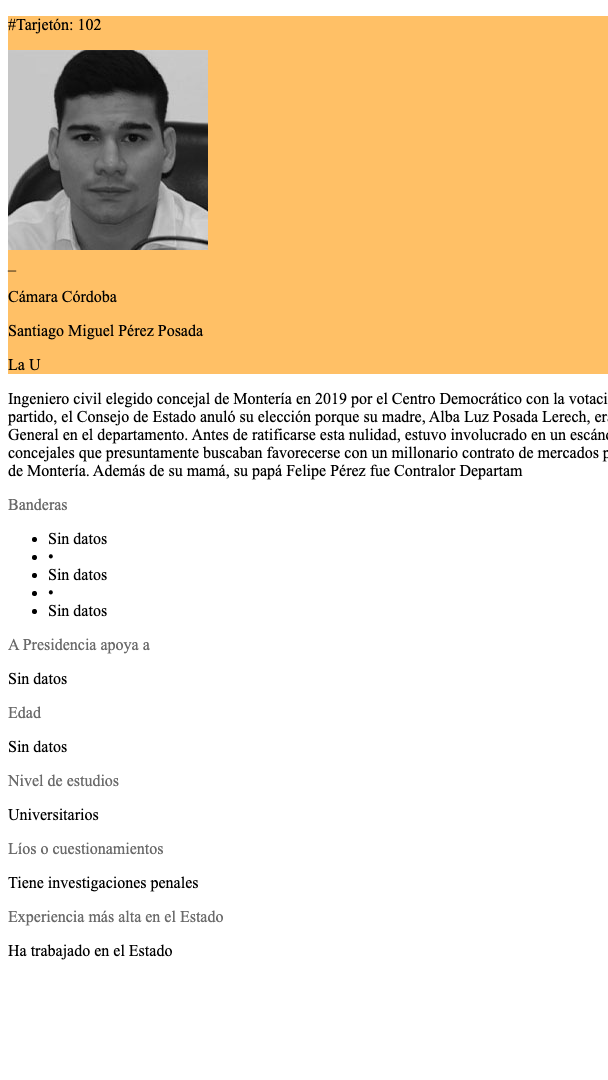 #Tarjetón: 102
_
Cámara Córdoba
Santiago Miguel Pérez Posada
La U
Ingeniero civil elegido concejal de Montería en 2019 por el Centro Democrático con la
partido, el Consejo de Estado anuló su elección porque su madre, Alba Luz Posada Lerech,
General en el departamento. Antes de ratificarse esta nulidad, estuvo involucrado en un
concejales que presuntamente buscaban favorecerse con un millonario contrato de mercados
de Montería. Además de su mamá, su papá Felipe Pérez fue Contralor Departam
Banderas
• Sin datos
• •
• Sin datos
• •
• Sin datos
A Presidencia apoya a
Sin datos
Edad
Sin datos
Nivel de estudios
Universitarios
Líos o cuestionamientos
Tiene investigaciones penales
Experiencia más alta en el Estado
Ha trabajado en el Estado